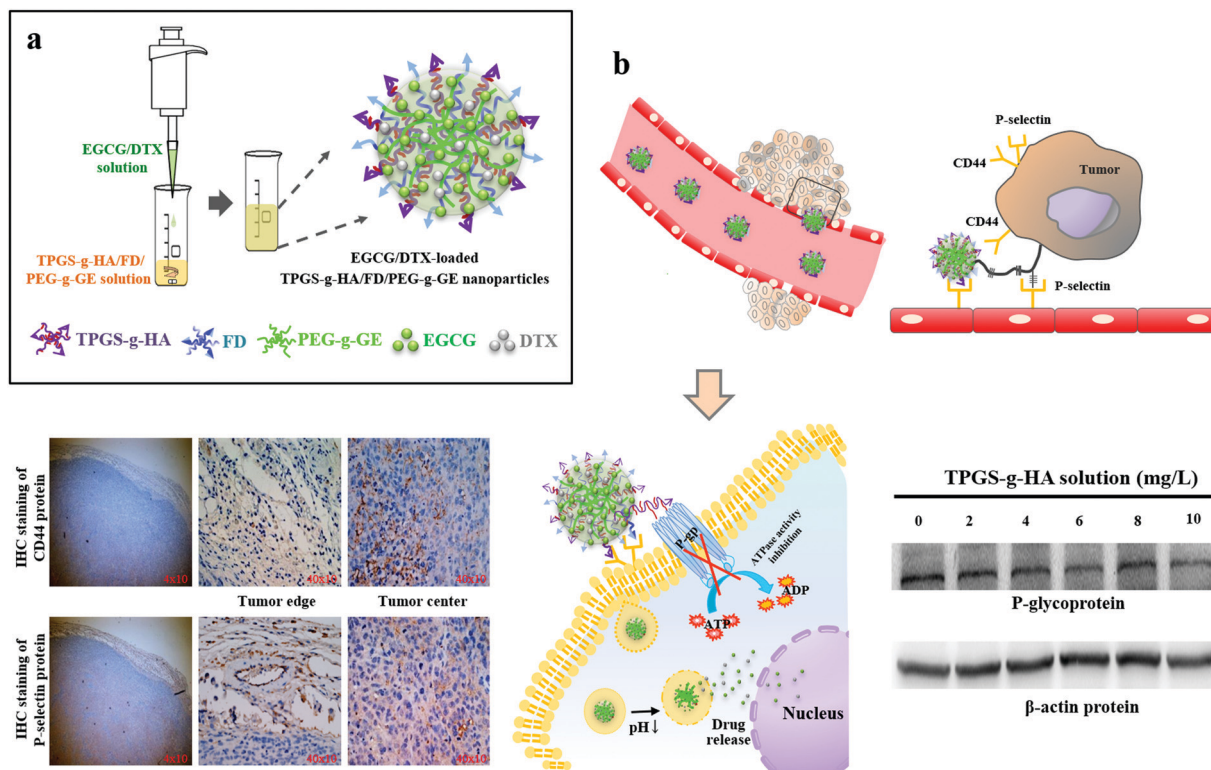 a
EGCG/DTX
solution
TPGS-g-HA/FD/
PEG-g-GE solution
EGCG/DTX-loaded
TPGS-g-HA/FD/PEG-g-GE nanoparticles
TPGS-g-HA
FD
PEG-g-GE
EGCG
DTX
b
P-selectin
CD44
Tumor
CD44
P-selectin
IHC staining of
CD44 protein
4x10
40x10
40x10
Tumor edge
Tumor center
IHC staining of
P-selectin protein
4x10
40x10
40x10
P-gp
ATPase activity
inhibition
ADP
ATP
pH↓
Drug
release
Nucleus
TPGS-g-HA solution (mg/L)
0 2 4 6 8 10
P-glycoprotein
β-actin protein